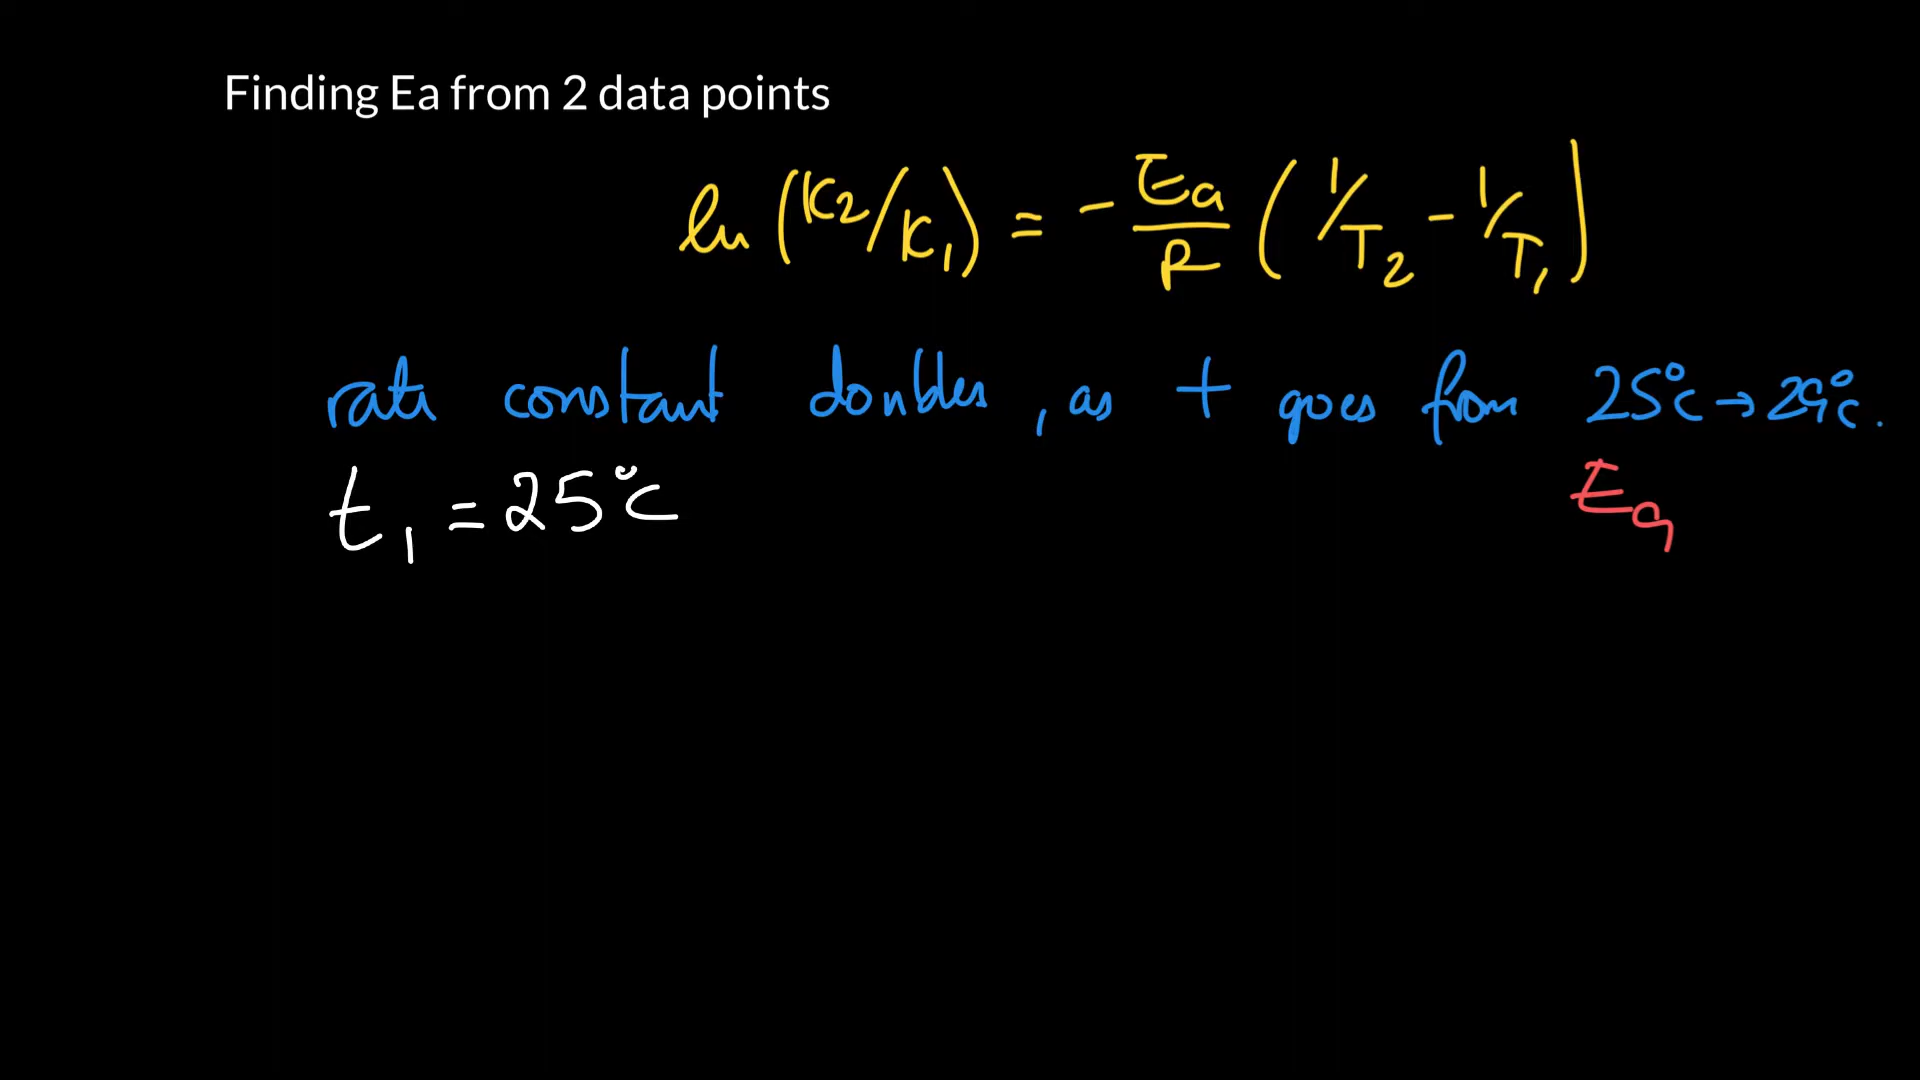 Finding Ea from 2 data points
ln (K2/K1) = - Ea/R (1/T2 - 1/T1)
rate constant doubles, as t goes from 25°C → 29°C.
t1 = 25°C
Ea